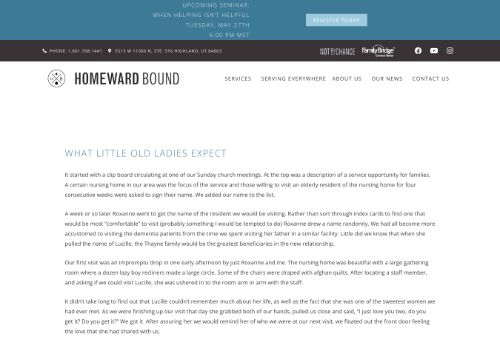 UPCOMING SEMINAR:
WHEN HELPING ISN'T HELPFUL
TUESDAY, MAY 27TH
6:00 PM MST
REGISTER TODAY
PHONE: 1.801.768.1441
5513 W 11000 N, STE. 316 HIGHLAND, UT 84003
NOT BY CHANCE
FamilyBridge
HOMEWARD BOUND
SERVICES
SERVING EVERYWHERE
ABOUT US
OUR NEWS
CONTACT US
WHAT LITTLE OLD LADIES EXPECT
It started with a clip board circulating at one of our Sunday church meetings. At the top was a description of a service opportunity for families.
A certain nursing home in our area was the focus of the service and those willing to visit an elderly resident of the nursing home for four
consecutive weeks were asked to sign their name. We added our name to the list.
A week or so later Roxanne went to get the name of the resident we would be visiting. Rather than sort through index cards to find one that
would be most "comfortable" to visit (probably something I would be tempted to do) Roxanne drew a name randomly. We had all become more
accustomed to visiting the dementia patients from the time we spent visiting her father in a similar facility. Little did we know that when she
pulled the name of Lucille, the Thayne family would be the greatest beneficiaries in the new relationship.
Our first visit was an impromptu drop in one early afternoon by just Roxanne and me. The nursing home was beautiful with a large gathering
room where a dozen lazy boy recliners made a large circle. Some of the chairs were draped with afghan quilts. After locating a staff member,
and asking if we could visit Lucille, she was ushered in to the room arm in arm with the staff.
It didn't take long to find out that Lucille couldn't remember much about her life, as well as the fact that she was one of the sweetest women we
had ever met. As we were finishing up our visit that day she grabbed both of our hands, pulled us close and said, "I just love you two, do you
get it? Do you get it?" We got it. After assuring her we would remind her of who we were at our next visit, we floated out the front door feeling
the love that she had shared with us.